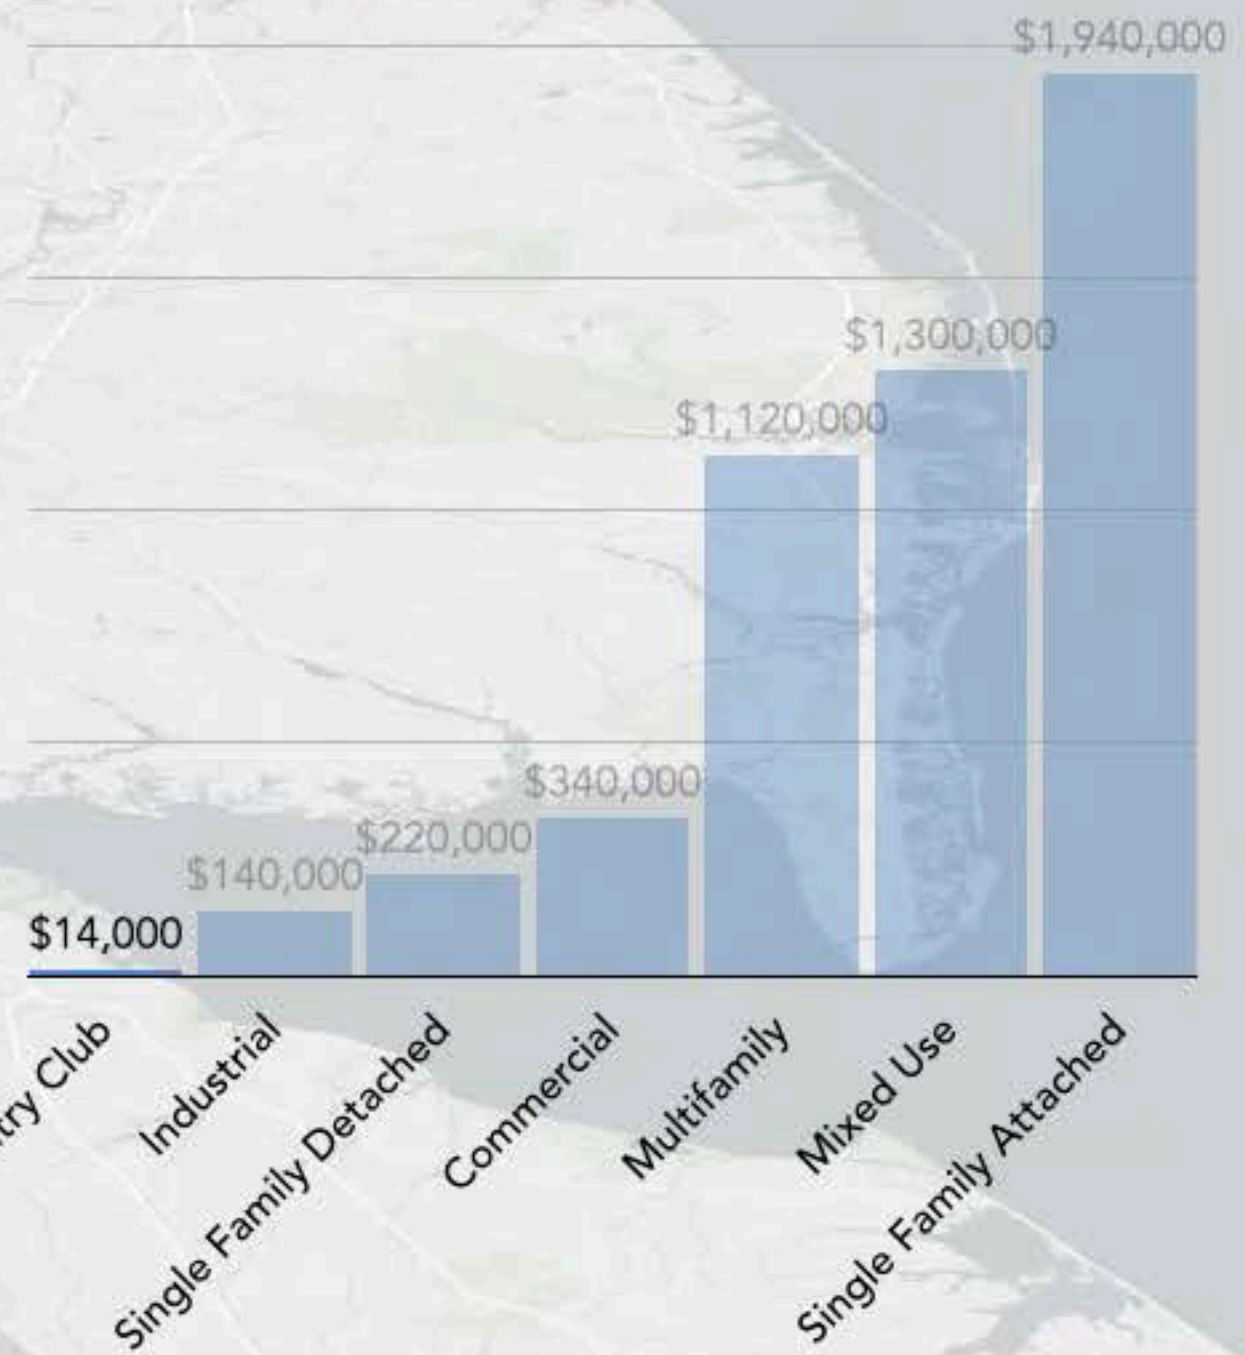 $1,940,000
$1,300,000
$1,120,000
$340,000
$220,000
$140,000
$14,000
Club
Industrial
Single Family Detached
Commercial
Multifamily
Mixed Use
Single Family Attached